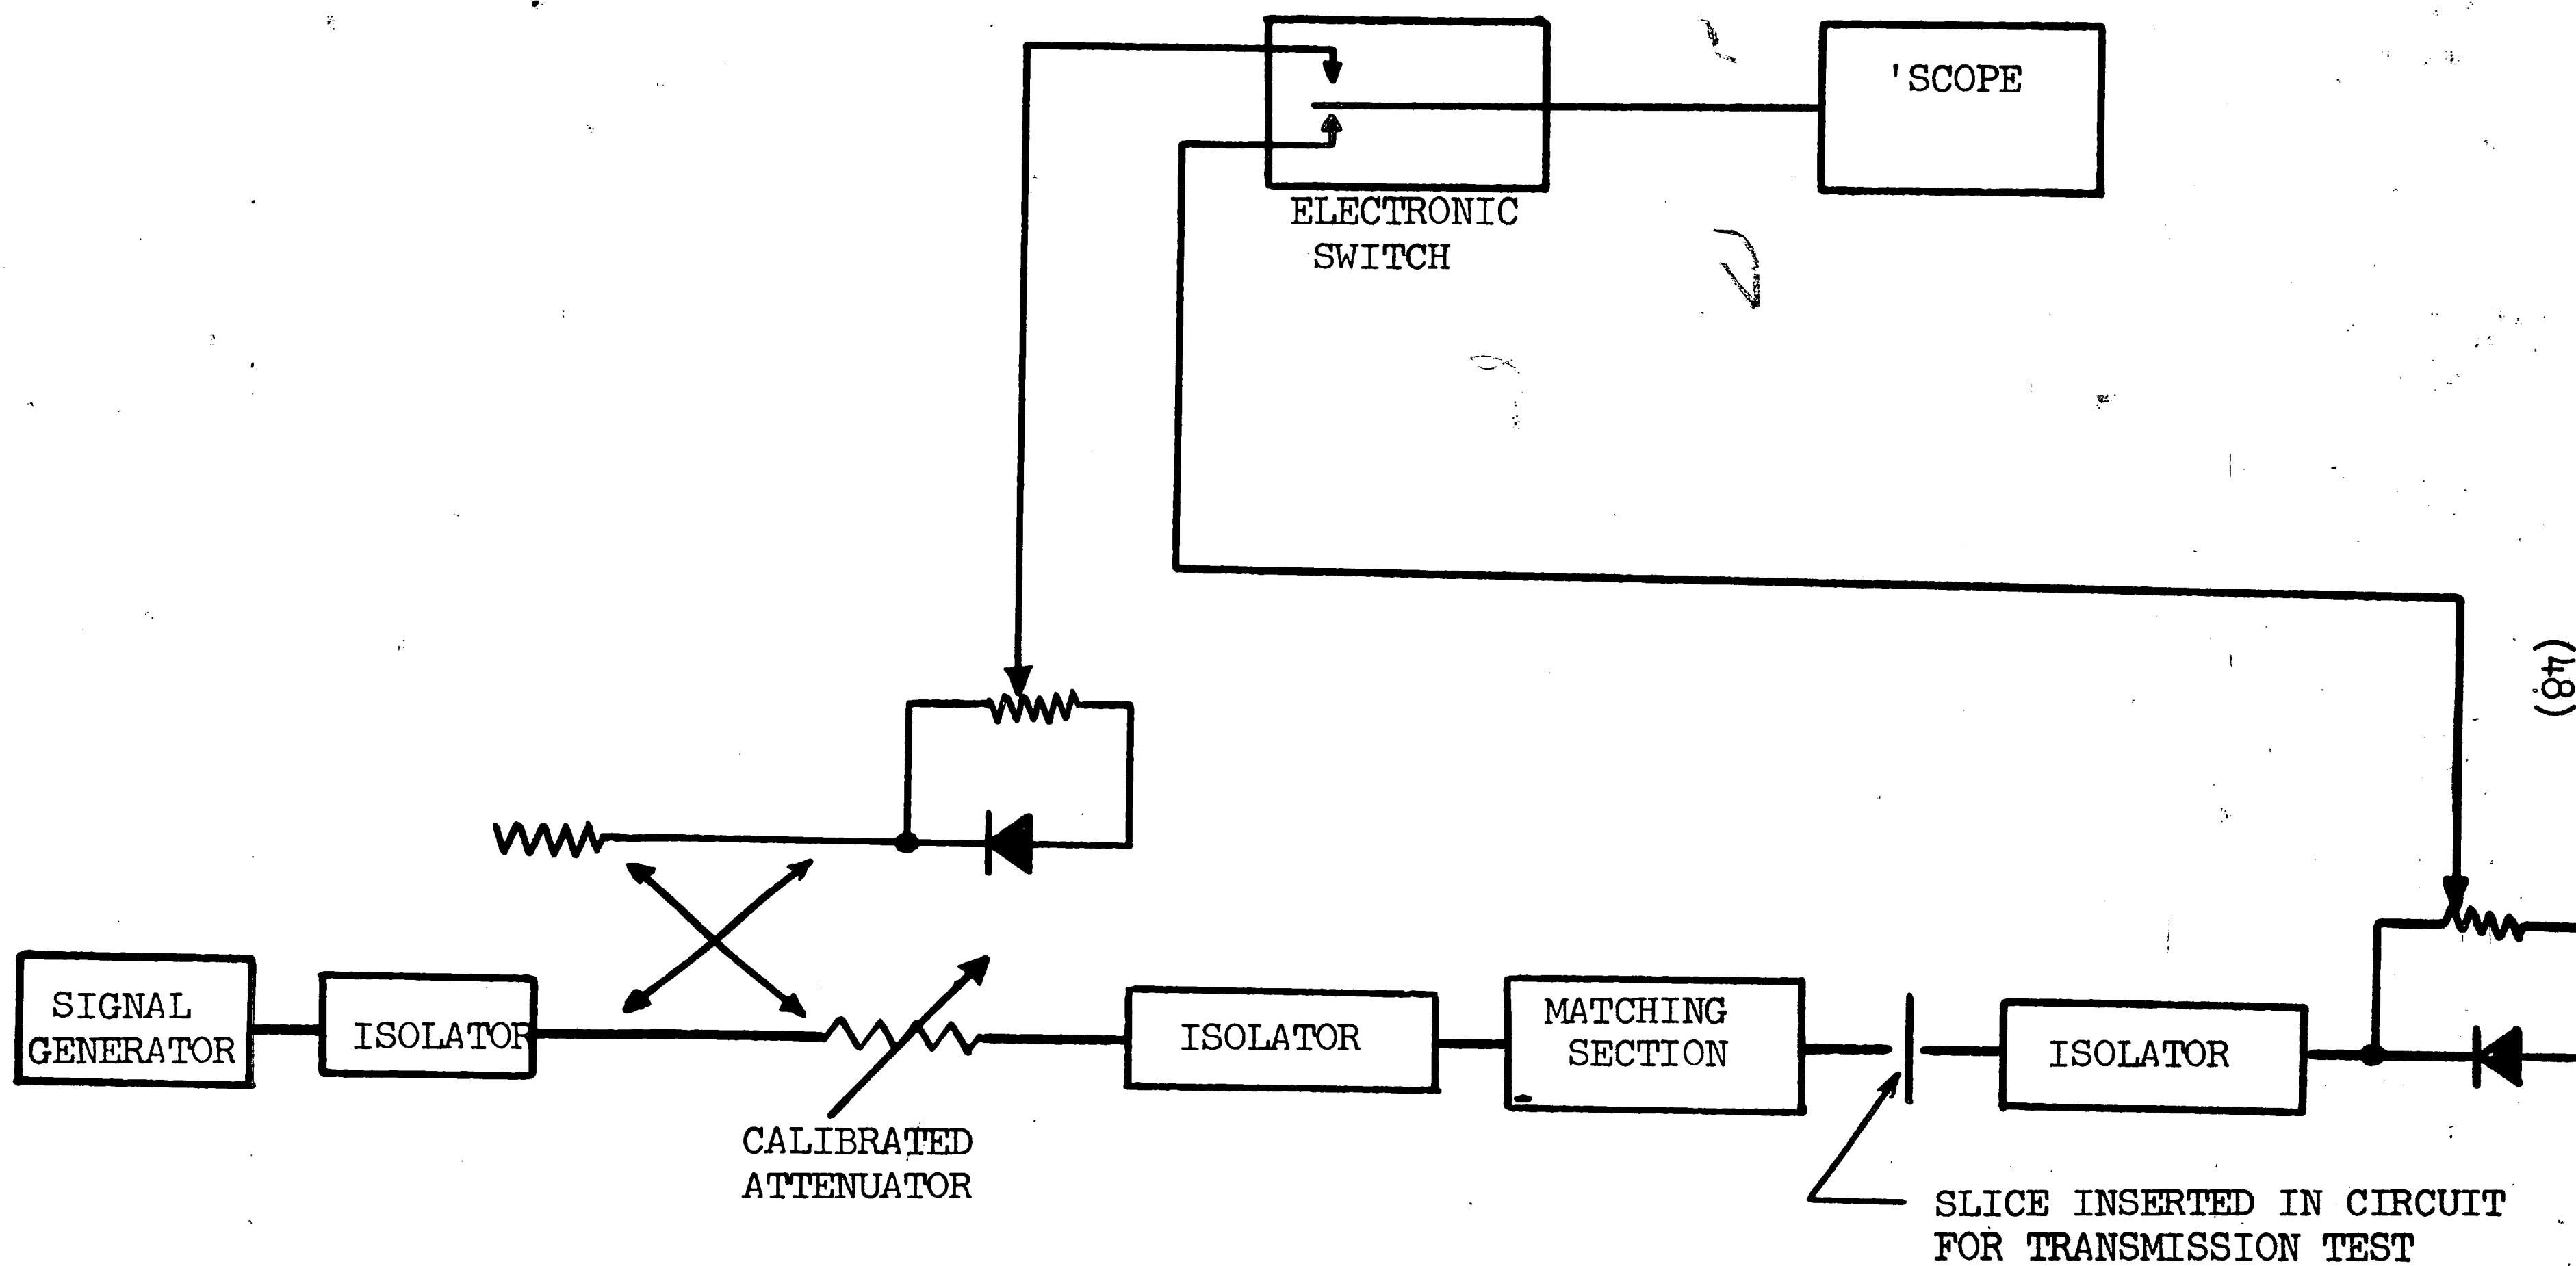 'SCOPE
ELECTRONIC
SWITCH
(48)
SIGNAL
GENERATOR
ISOLATOR
ISOLATOR
MATCHING
SECTION
ISOLATOR
CALIBRATED
ATTENUATOR
SLICE INSERTED IN CIRCUIT
FOR TRANSMISSION TEST